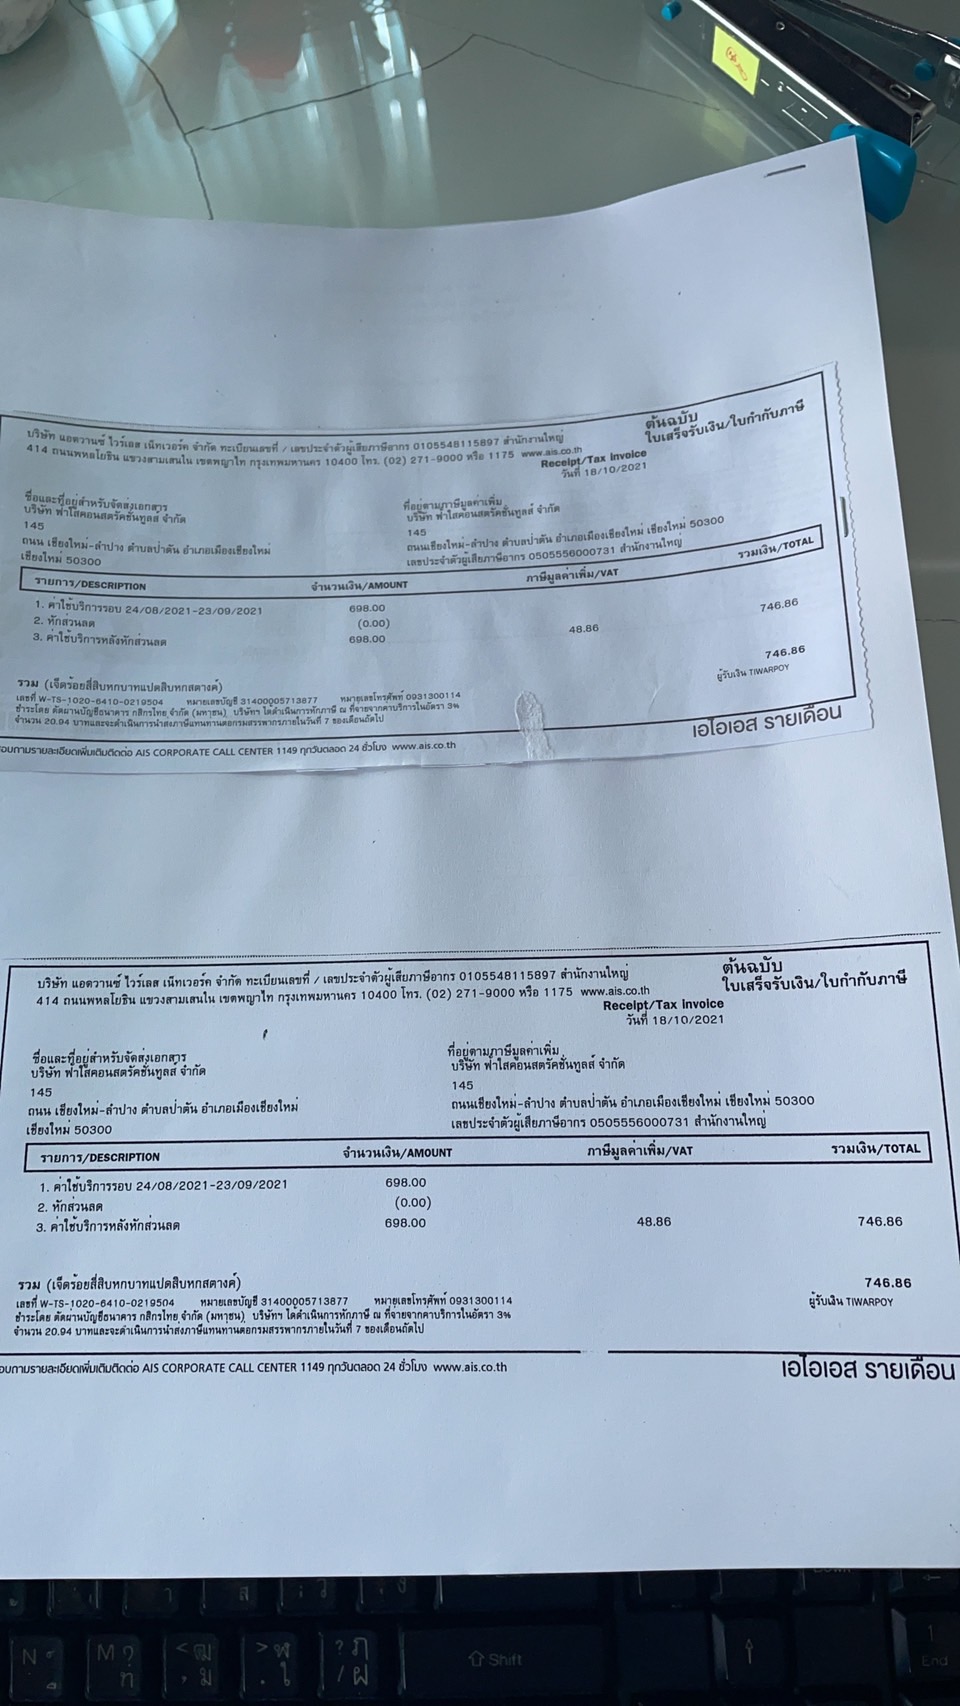 บริษัท แอดวานซ์ ไวร์เลส เน็ทเวอร์ค จำกัด ทะเบียนเลขที่ / เลขประจำตัวผู้เสียภาษีอากร 0105548115897 สำนักงานใหญ่
414 ถนนพหลโยธิน แขวงสามเสนใน เขตพญาไท กรุงเทพมหานคร 10400 โทร. (02) 271-9000 หรือ 1175 www.ais.co.th
ต้นฉบับ
ใบเสร็จรับเงิน/ใบกำกับภาษี
Receipt/Tax Invoice
วันที่ 18/10/2021
ชื่อและที่อยู่สำหรับจัดส่งเอกสาร
บริษัท ฟ้าใสคอนสตรัคชั่นทูลส์ จำกัด
145
ถนน เชียงใหม่-ลำปาง ตำบลป่าตัน อำเภอเมืองเชียงใหม่
เชียงใหม่ 50300
ที่อยู่ตามภาษีมูลค่าเพิ่ม
บริษัท ฟ้าใสคอนสตรัคชั่นทูลส์ จำกัด
145
ถนนเชียงใหม่-ลำปาง ตำบลป่าตัน อำเภอเมืองเชียงใหม่ เชียงใหม่ 50300
เลขประจำตัวผู้เสียภาษีอากร 0505556000731 สำนักงานใหญ่
รายการ/DESCRIPTION จำนวนเงิน/AMOUNT ภาษีมูลค่าเพิ่ม/VAT รวมเงิน/TOTAL
1. ค่าใช้บริการรอบ 24/08/2021-23/09/2021 698.00
2. หักส่วนลด (0.00)
3. ค่าใช้บริการหลังหักส่วนลด 698.00 48.86 746.86
746.86
รวม (เจ็ดร้อยสี่สิบหกบาทแปดสิบหกสตางค์)
ผู้รับเงิน TIWARPOY
เลขที่ W-TS-1020-6410-0219504 หมายเลขบัญชี 31400005713877 หมายเลขโทรศัพท์ 0931300114
ชำระโดย ตัดผ่านบัญชีธนาคาร กสิกรไทย จำกัด (มหาชน) บริษัทฯ ได้ดำเนินการหักภาษี ณ ที่จ่ายจากค่าบริการในอัตรา 3%
จำนวน 20.94 บาทและจะดำเนินการนำส่งภาษีแทนท่านต่อกรมสรรพากรภายในวันที่ 7 ของเดือนถัดไป
เอไอเอส รายเดือน
อบถามรายละเอียดเพิ่มเติมติดต่อ AIS CORPORATE CALL CENTER 1149 ทุกวันตลอด 24 ชั่วโมง www.ais.co.th
บริษัท แอดวานซ์ ไวร์เลส เน็ทเวอร์ค จำกัด ทะเบียนเลขที่ / เลขประจำตัวผู้เสียภาษีอากร 0105548115897 สำนักงานใหญ่
414 ถนนพหลโยธิน แขวงสามเสนใน เขตพญาไท กรุงเทพมหานคร 10400 โทร. (02) 271-9000 หรือ 1175 www.ais.co.th
ต้นฉบับ
ใบเสร็จรับเงิน/ใบกำกับภาษี
Receipt/Tax Invoice
วันที่ 18/10/2021
ชื่อและที่อยู่สำหรับจัดส่งเอกสาร
บริษัท ฟ้าใสคอนสตรัคชั่นทูลส์ จำกัด
145
ถนน เชียงใหม่-ลำปาง ตำบลป่าตัน อำเภอเมืองเชียงใหม่
เชียงใหม่ 50300
ที่อยู่ตามภาษีมูลค่าเพิ่ม
บริษัท ฟ้าใสคอนสตรัคชั่นทูลส์ จำกัด
145
ถนนเชียงใหม่-ลำปาง ตำบลป่าตัน อำเภอเมืองเชียงใหม่ เชียงใหม่ 50300
เลขประจำตัวผู้เสียภาษีอากร 0505556000731 สำนักงานใหญ่
รายการ/DESCRIPTION จำนวนเงิน/AMOUNT ภาษีมูลค่าเพิ่ม/VAT รวมเงิน/TOTAL
1. ค่าใช้บริการรอบ 24/08/2021-23/09/2021 698.00
2. หักส่วนลด (0.00)
3. ค่าใช้บริการหลังหักส่วนลด 698.00 48.86 746.86
รวม (เจ็ดร้อยสี่สิบหกบาทแปดสิบหกสตางค์) 746.86
เลขที่ W-TS-1020-6410-0219504 หมายเลขบัญชี 31400005713877 หมายเลขโทรศัพท์ 0931300114 ผู้รับเงิน TIWARPOY
ชำระโดย ตัดผ่านบัญชีธนาคาร กสิกรไทย จำกัด (มหาชน) บริษัทฯ ได้ดำเนินการหักภาษี ณ ที่จ่ายจากค่าบริการในอัตรา 3%
จำนวน 20.94 บาทและจะดำเนินการนำส่งภาษีแทนท่านต่อกรมสรรพากรภายในวันที่ 7 ของเดือนถัดไป
อบถามรายละเอียดเพิ่มเติมติดต่อ AIS CORPORATE CALL CENTER 1149 ทุกวันตลอด 24 ชั่วโมง www.ais.co.th
เอไอเอส รายเดือน
N M ท < ฒ , ม > ฬ . ใ ? ฦ / ฝ Shift 1 End